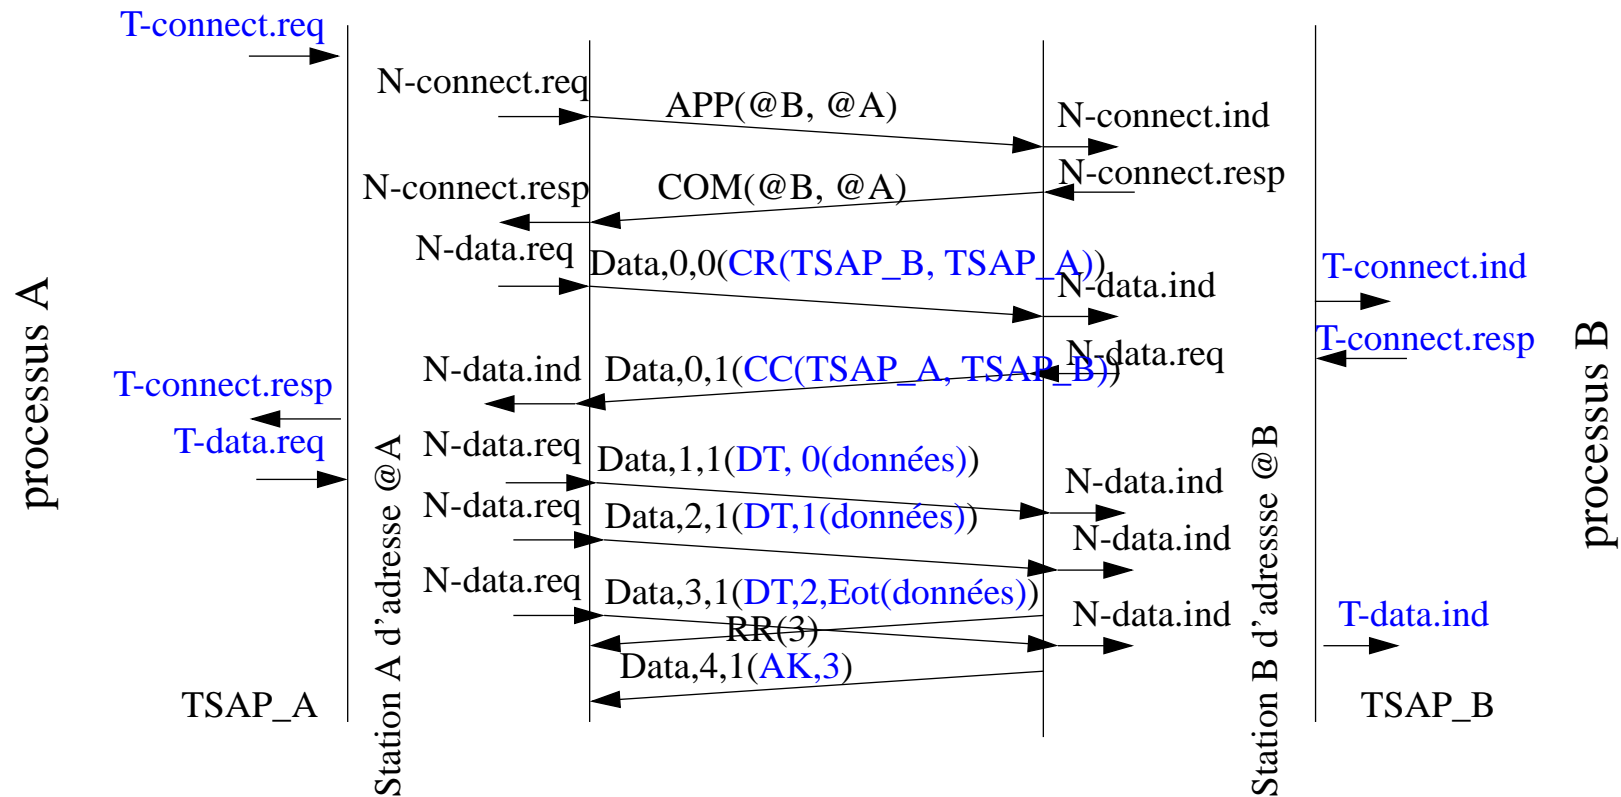 T-connect.req
N-connect.req
APP(@B, @A)
N-connect.ind
N-connect.resp
COM(@B, @A)
N-connect.resp
N-data.req
Data,0,0(CR(TSAP_B, TSAP_A))
N-data.ind
T-connect.ind
T-connect.resp
N-data.req
N-data.ind
Data,0,1(CC(TSAP_A, TSAP_B))
T-connect.resp
T-data.req
N-data.req
Data,1,1(DT, 0(données))
N-data.ind
N-data.req
Data,2,1(DT,1(données))
N-data.ind
N-data.req
Data,3,1(DT,2,Eot(données))
N-data.ind
T-data.ind
RR(3)
Data,4,1(AK,3)
TSAP_A
TSAP_B
processus A
Station A d'adresse @A
Station B d'adressse @B
processus B